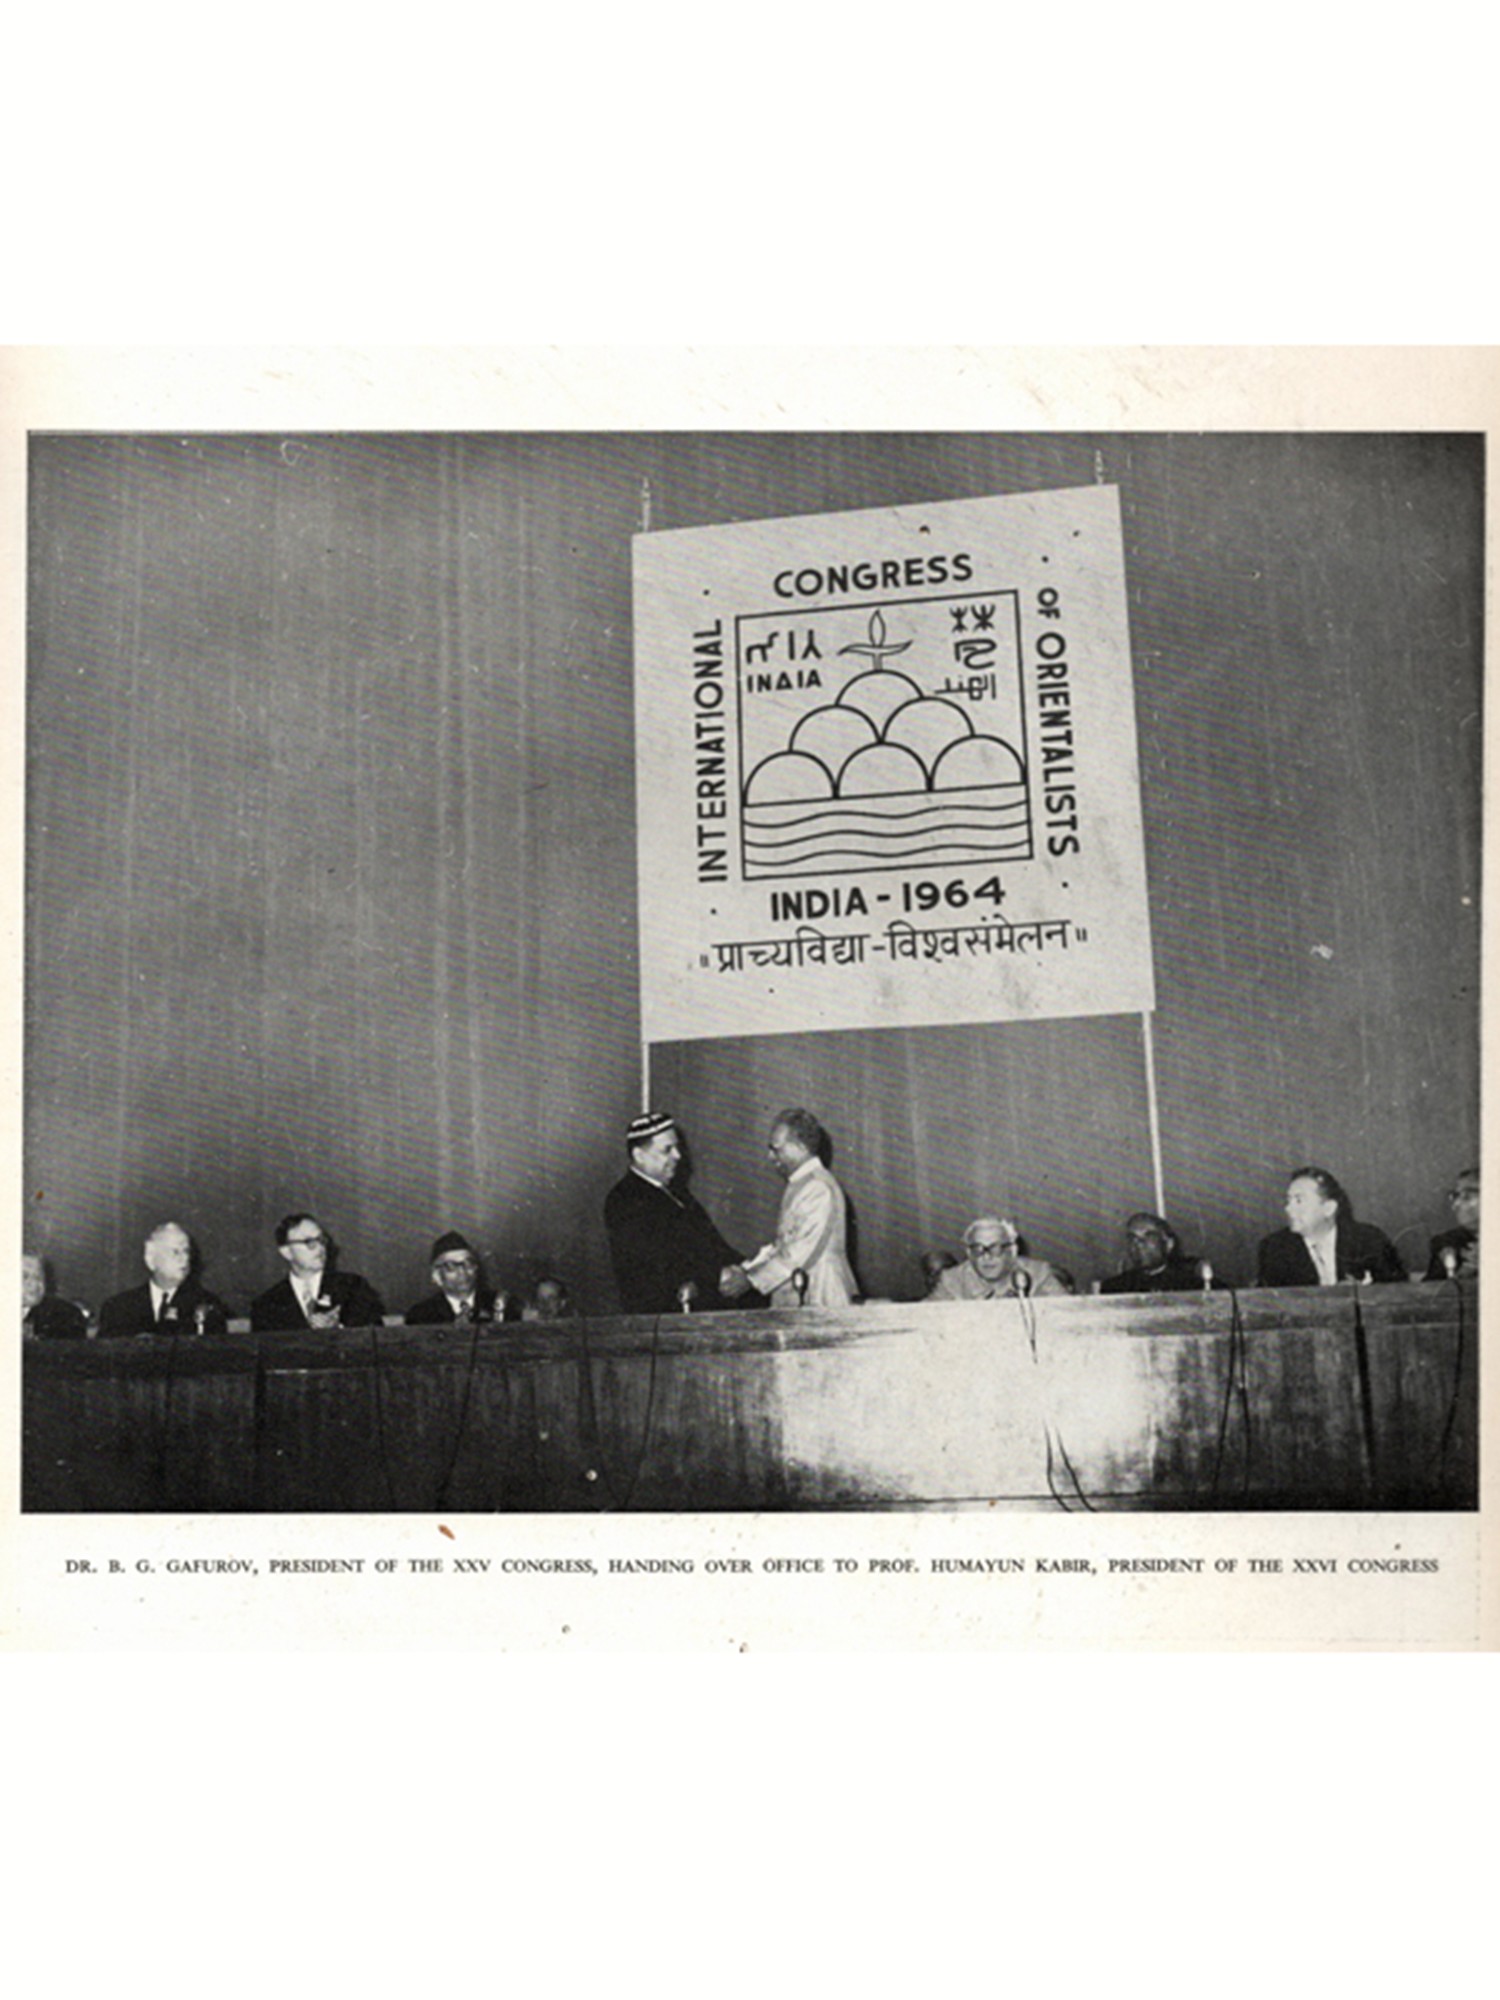 CONGRESS
INTERNATIONAL
OF ORIENTALISTS
INDIA
INDIA - 1964
॥ प्राच्यविद्या - विश्वसंमेलन ॥
DR. B. G. GAFUROV, PRESIDENT OF THE XXV CONGRESS, HANDING OVER OFFICE TO PROF. HUMAYUN KABIR, PRESIDENT OF THE XXVI CONGRESS